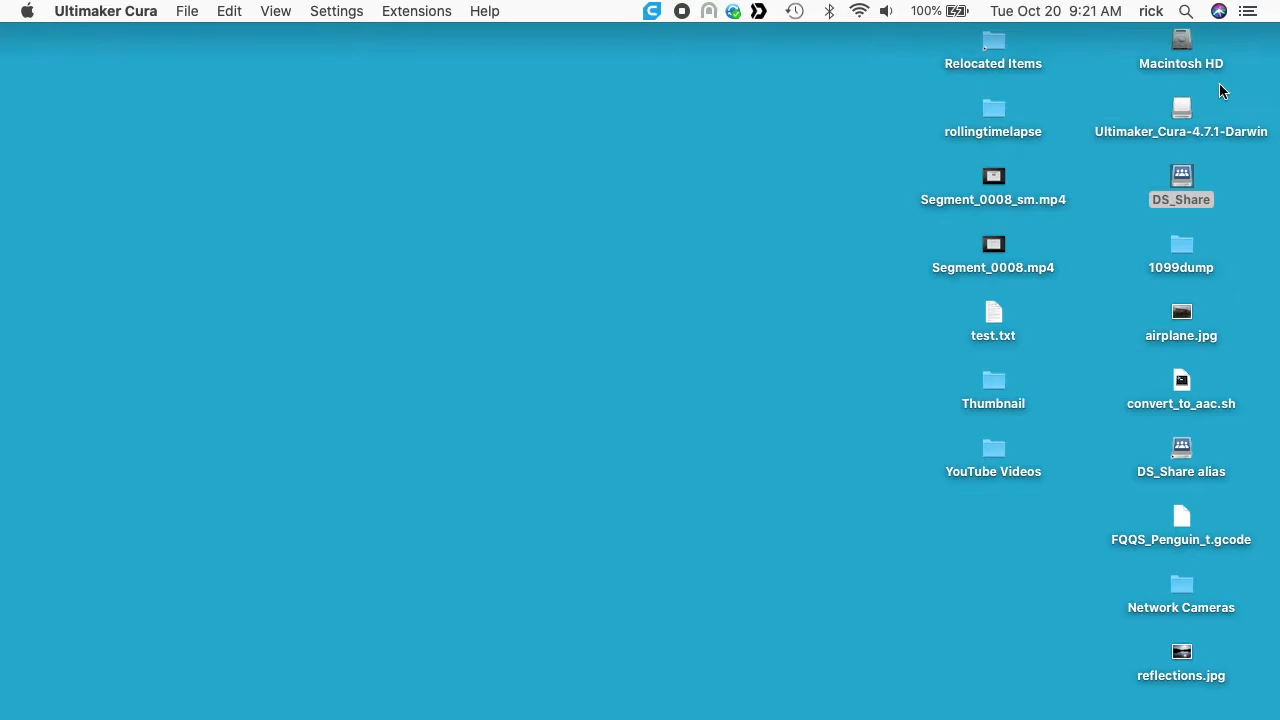 Ultimaker Cura File Edit View Settings Extensions Help 100% Tue Oct 20 9:21 AM rick
Relocated Items
Macintosh HD
rollingtimelapse
Ultimaker_Cura-4.7.1-Darwin
Segment_0008_sm.mp4
DS_Share
Segment_0008.mp4
1099dump
test.txt
airplane.jpg
Thumbnail
convert_to_aac.sh
YouTube Videos
DS_Share alias
FQQS_Penguin_t.gcode
Network Cameras
reflections.jpg